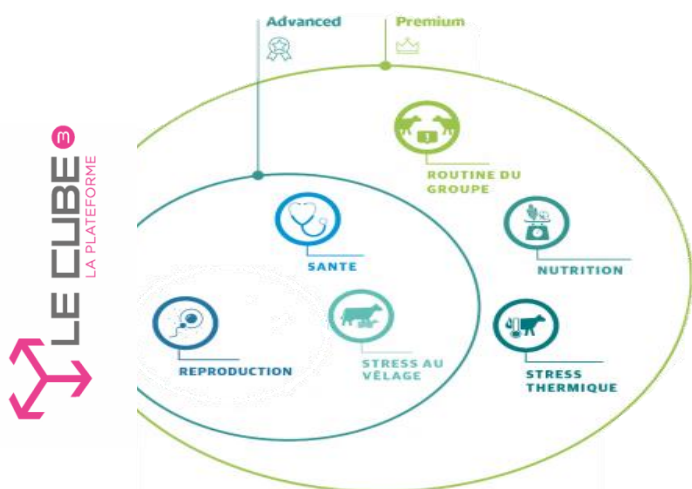 Advanced
Premium
LE CUBE m
LA PLATEFORME
ROUTINE DU
GROUPE
SANTE
NUTRITION
REPRODUCTION
STRESS AU
VÊLAGE
STRESS
THERMIQUE